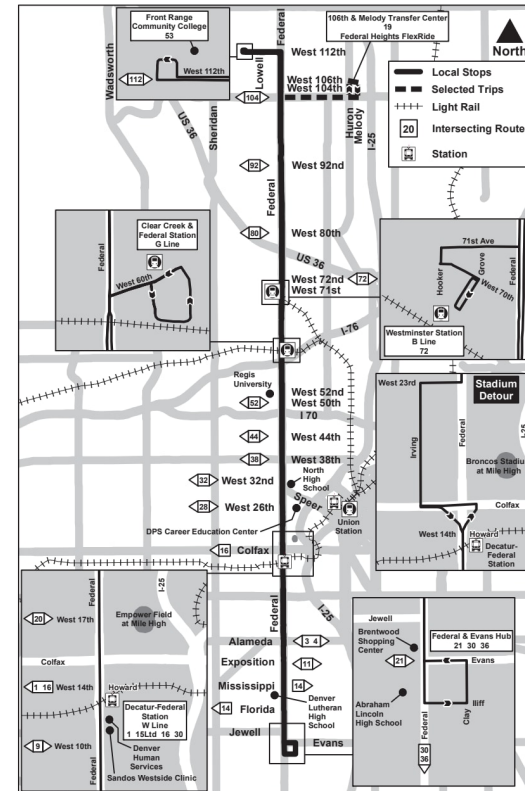 Front Range
Community College
53
West 112th
112
Wadsworth
Lowell
Federal
West 112th
106th & Melody Transfer Center
19
Federal Heights FlexRide
West 106th
West 104th
104
Huron
Melody
I-25
North
Local Stops
Selected Trips
Light Rail
20
Intersecting Route
Station
US 36
Sheridan
92
West 92nd
Federal
80
West 80th
US 36
West 72nd
72
West 71st
Clear Creek &
Federal Station
G Line
Federal
West 60th
71st Ave
Federal
Hooker
Grove
West 70th
Westminster Station
B Line
72
I-76
Regis
University
West 52nd
52
West 50th
I 70
44
West 44th
38
West 38th
32
West 32nd
North
High
School
28
West 26th
Speer
DPS Career Education Center
Union
Station
16
Colfax
West 23rd
Stadium
Detour
Irving
Federal
I-25
Broncos Stadiu
at Mile High
Colfax
West 14th
Howard
Decatur-
Federal
Station
I-25
Federal
I-25
20
West 17th
Empower Field
at Mile High
Colfax
1 16
West 14th
Howard
Decatur-Federal
Station
W Line
1 15Ltd 16 30
9
West 10th
Denver
Human
Services
Sandos Westside Clinic
Federal
Federal
Alameda
3 4
Exposition
11
Mississippi
14
14
Florida
Denver
Lutheran
High School
Jewell
Evans
Jewell
Brentwood
Shopping
Center
Federal & Evans Hub
21 30 36
21
Evans
Abraham
Lincoln
High School
Federal
Clay
Iliff
30
36